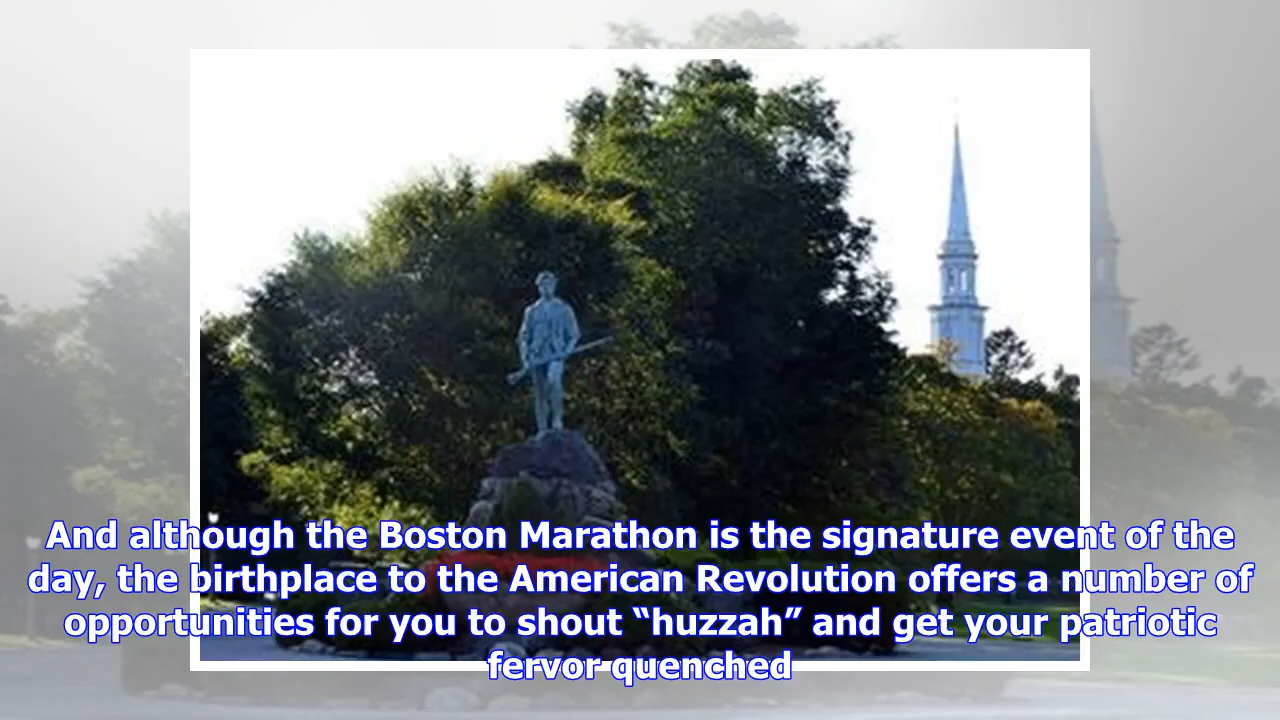 And although the Boston Marathon is the signature event of the
day, the birthplace to the American Revolution offers a number of
opportunities for you to shout “huzzah” and get your patriotic
fervor quenched